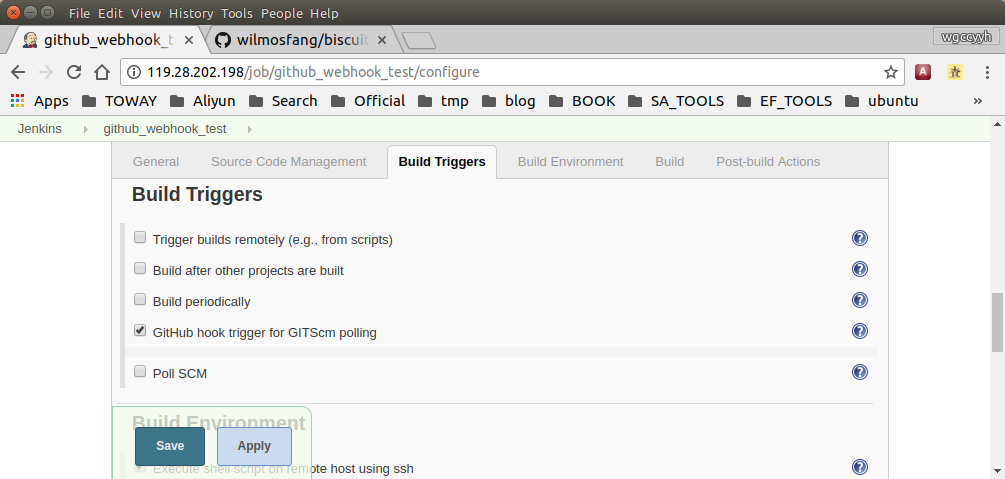 File Edit View History Tools People Help
github_webhook_t
wilmosfang/biscuit
wgccyyh
119.28.202.198/job/github_webhook_test/configure
Apps TOWAY Aliyun Search Official tmp blog BOOK SA_TOOLS EF_TOOLS ubuntu »
Jenkins github_webhook_test
General Source Code Management Build Triggers Build Environment Build Post-build Actions
Build Triggers
Trigger builds remotely (e.g., from scripts)
Build after other projects are built
Build periodically
GitHub hook trigger for GITScm polling
Poll SCM
Build Environment
Save Apply
Execute shell script on remote host using ssh